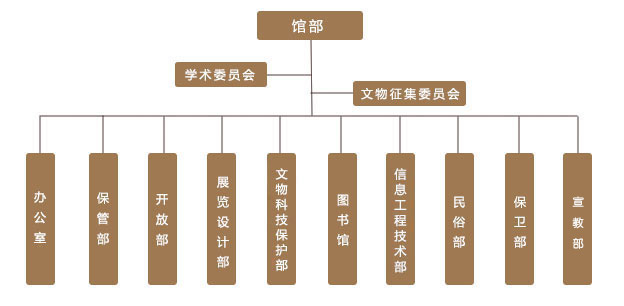 馆部
学术委员会
文物征集委员会
办公室
保管部
开放部
展览设计部
文物科技保护部
图书馆
信息工程技术部
民俗部
保卫部
宣教部